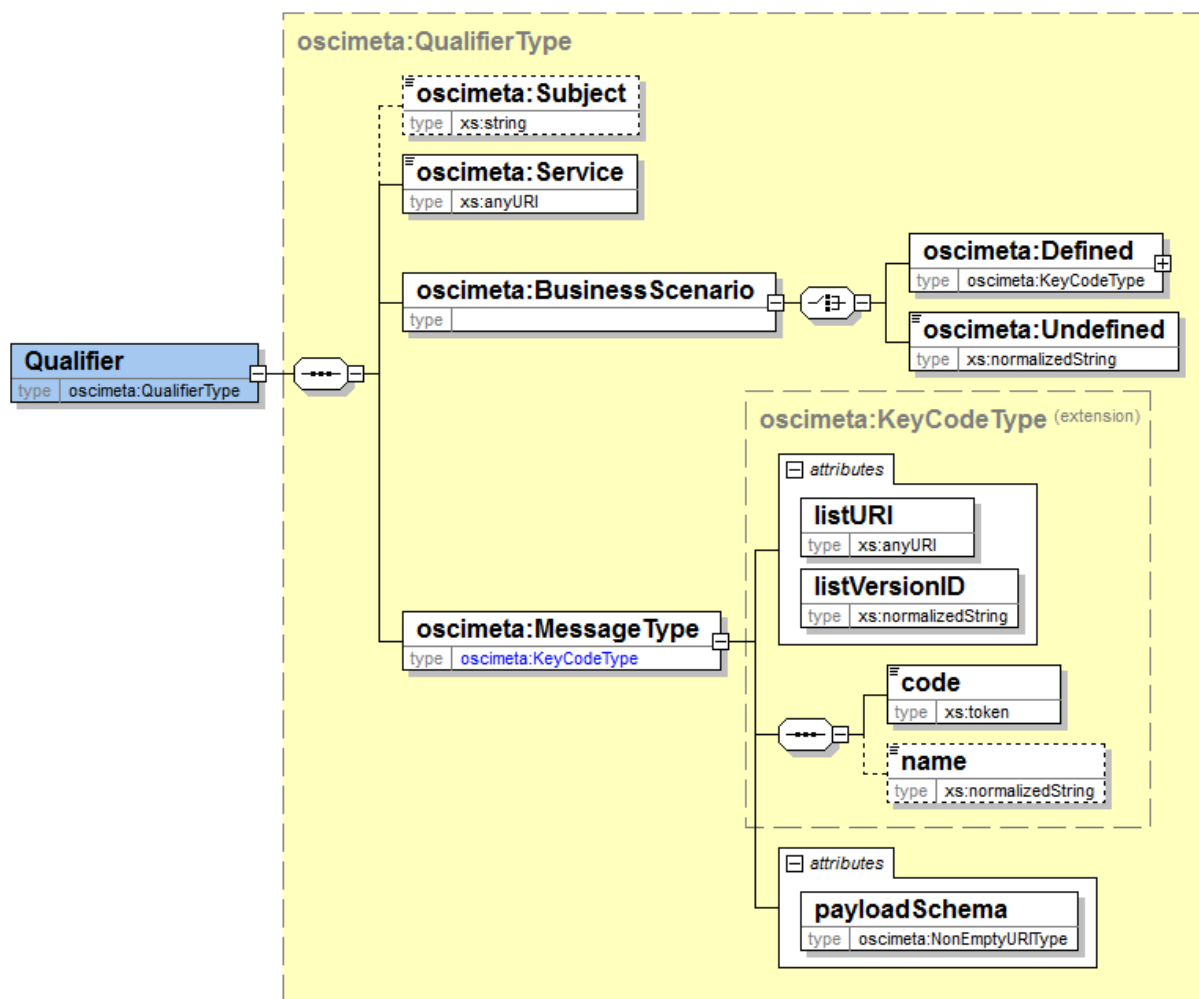 oscimeta:QualifierType
oscimeta:Subject
type xs:string
oscimeta:Service
type xs:anyURI
oscimeta:BusinessScenario
type
oscimeta:Defined
type oscimeta:KeyCodeType
oscimeta:Undefined
type xs:normalizedString
Qualifier
type oscimeta:QualifierType
oscimeta:KeyCodeType (extension)
attributes
listURI
type xs:anyURI
listVersionID
type xs:normalizedString
oscimeta:MessageType
type oscimeta:KeyCodeType
code
type xs:token
name
type xs:normalizedString
attributes
payloadSchema
type oscimeta:NonEmptyURIType